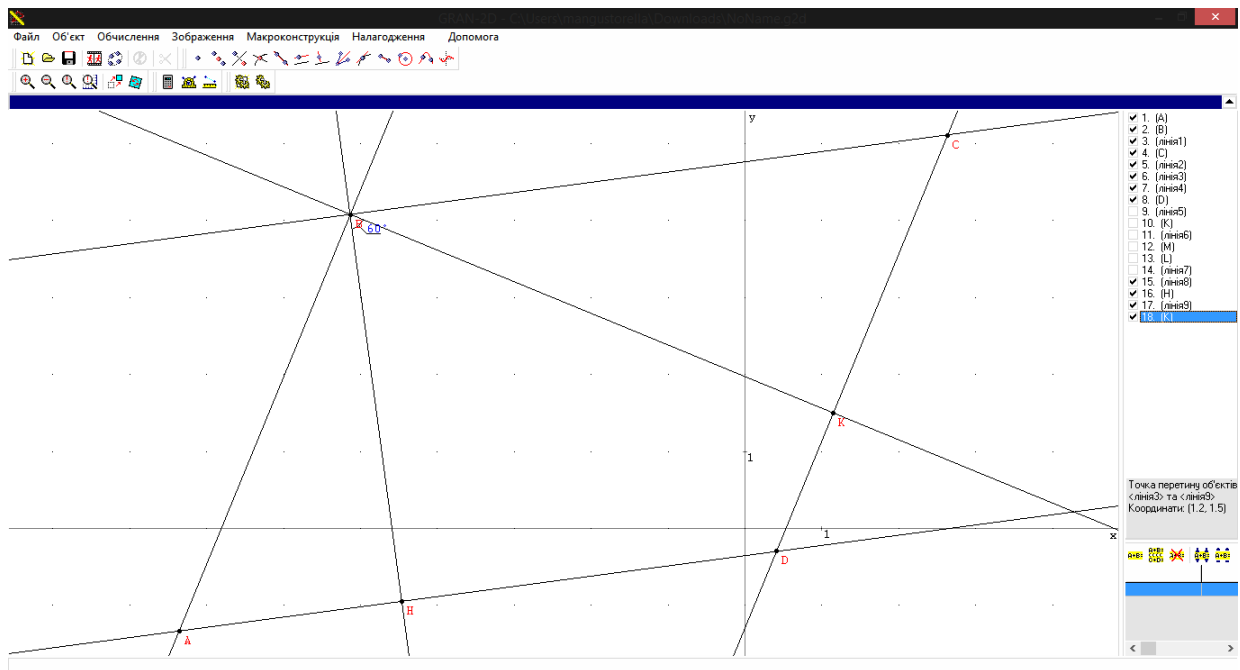 GRAN-2D - C:\Users\mangustorella\Downloads\NoName.g2d
Файл Об'єкт Обчислення Зображення Макроконструкція Налагодження Допомога
y
C
B
60°
K
1
1
x
D
H
A
1. (A)
2. (B)
3. (лінія1)
4. (C)
5. (лінія2)
6. (лінія3)
7. (лінія4)
8. (D)
9. (лінія5)
10. (K)
11. (лінія6)
12. (M)
13. (L)
14. (лінія7)
15. (лінія8)
16. (H)
17. (лінія9)
18. (K)
Точка перетину об'єктів
<лінія3> та <лінія9>
Координати: (1.2, 1.5)